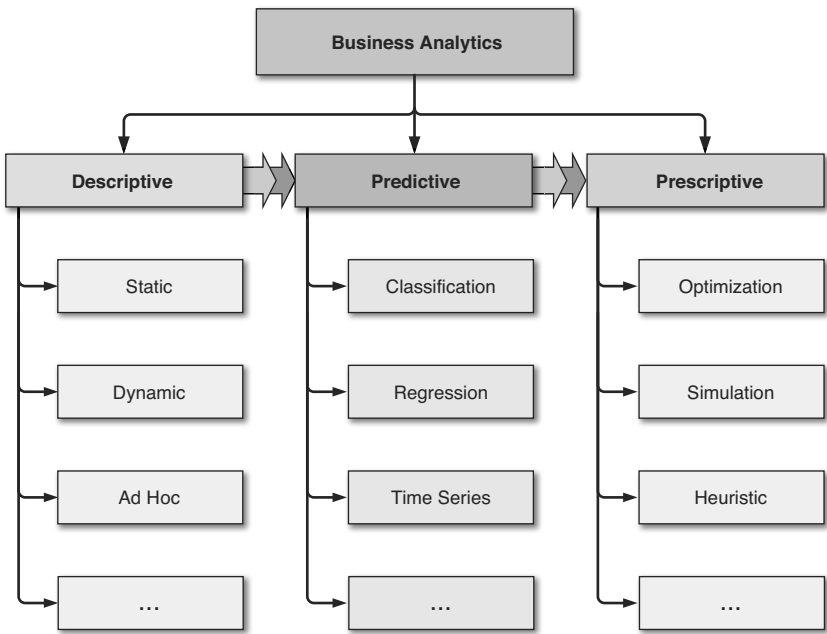 Business Analytics
Descriptive
Predictive
Prescriptive
Static
Classification
Optimization
Dynamic
Regression
Simulation
Ad Hoc
Time Series
Heuristic
...
...
...